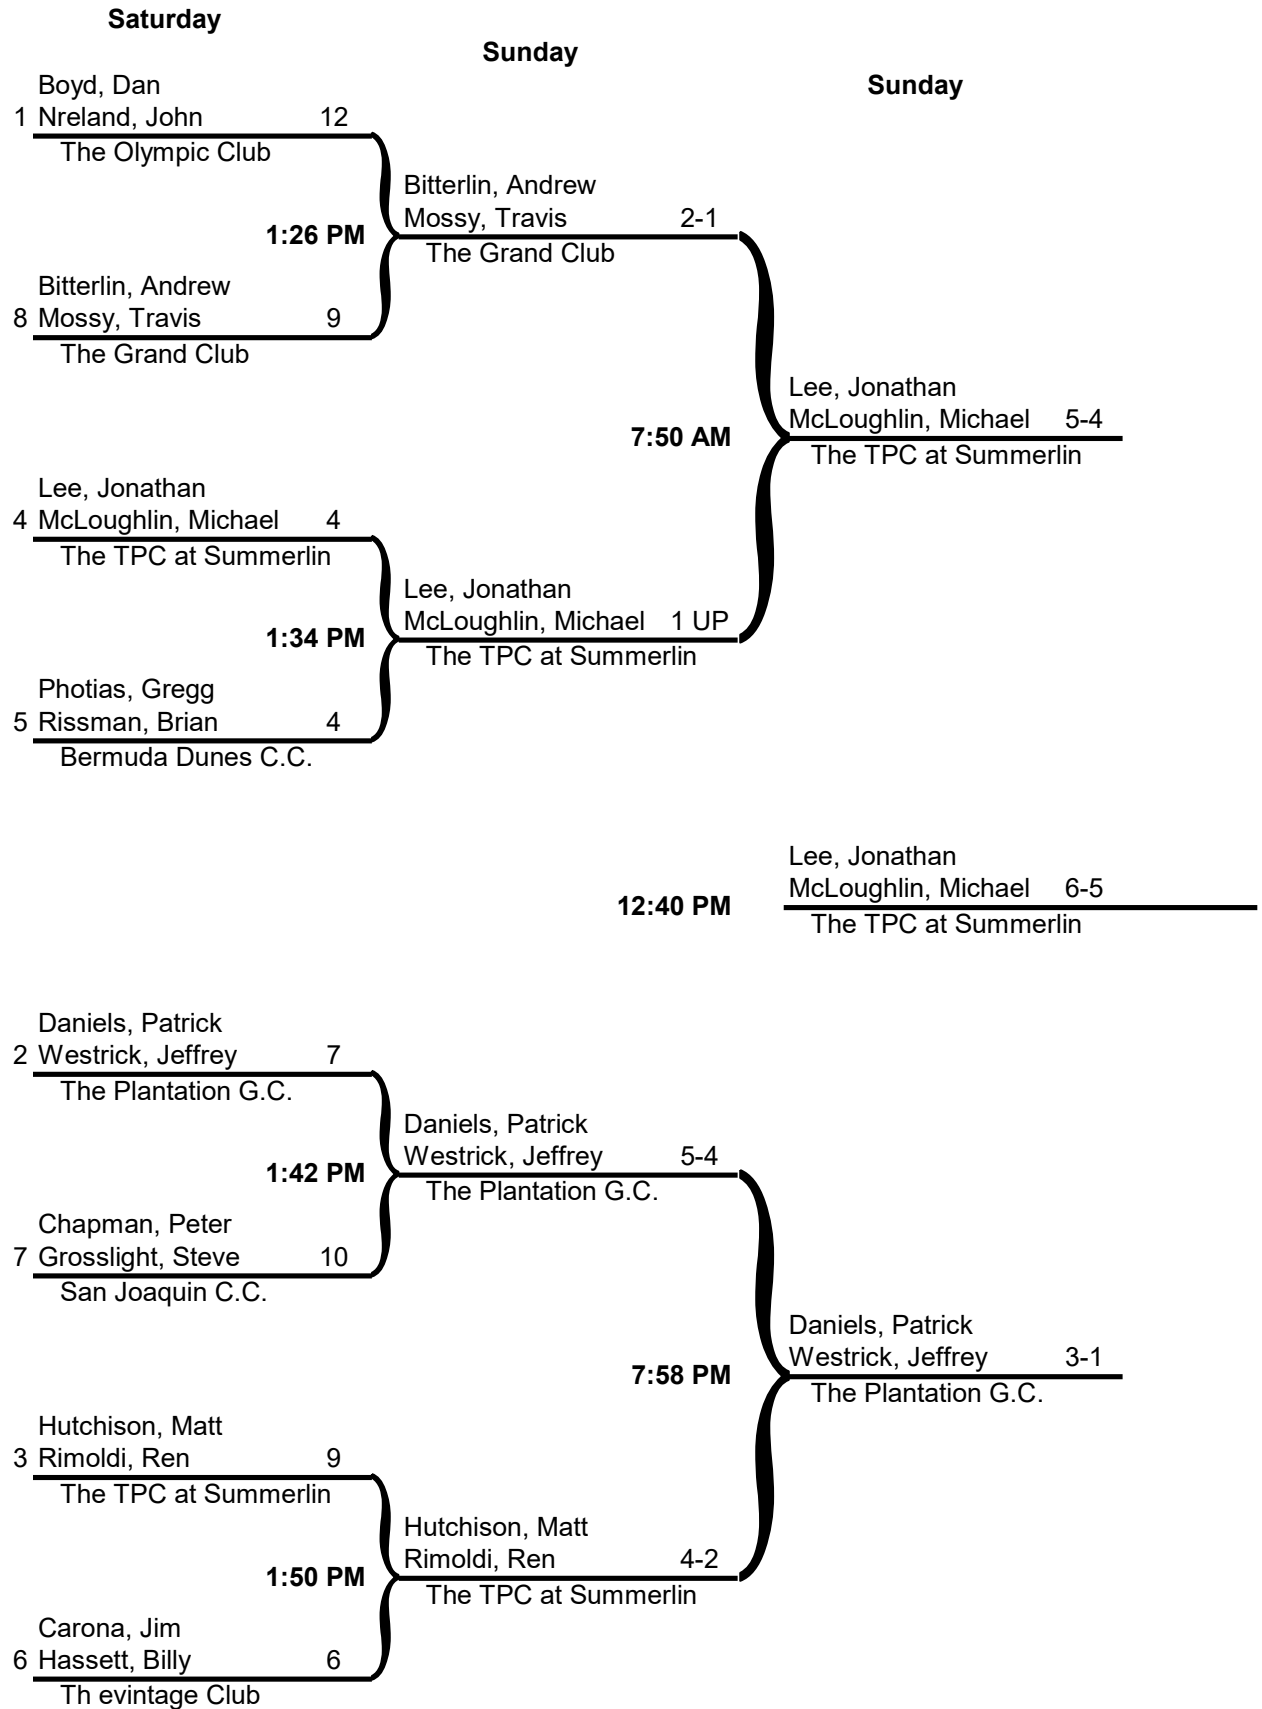 Saturday
Sunday
Sunday
Boyd, Dan
1 Nreland, John 12
The Olympic Club
Bitterlin, Andrew
Mossy, Travis 2-1
1:26 PM
The Grand Club
Bitterlin, Andrew
8 Mossy, Travis 9
The Grand Club
Lee, Jonathan
McLoughlin, Michael 5-4
7:50 AM
The TPC at Summerlin
Lee, Jonathan
4 McLoughlin, Michael 4
The TPC at Summerlin
Lee, Jonathan
McLoughlin, Michael 1 UP
1:34 PM
The TPC at Summerlin
Photias, Gregg
5 Rissman, Brian 4
Bermuda Dunes C.C.
Lee, Jonathan
McLoughlin, Michael 6-5
12:40 PM
The TPC at Summerlin
Daniels, Patrick
2 Westrick, Jeffrey 7
The Plantation G.C.
Daniels, Patrick
Westrick, Jeffrey 5-4
1:42 PM
The Plantation G.C.
Chapman, Peter
7 Grosslight, Steve 10
San Joaquin C.C.
Daniels, Patrick
Westrick, Jeffrey 3-1
7:58 PM
The Plantation G.C.
Hutchison, Matt
3 Rimoldi, Ren 9
The TPC at Summerlin
Hutchison, Matt
Rimoldi, Ren 4-2
1:50 PM
The TPC at Summerlin
Carona, Jim
6 Hassett, Billy 6
Th evintage Club